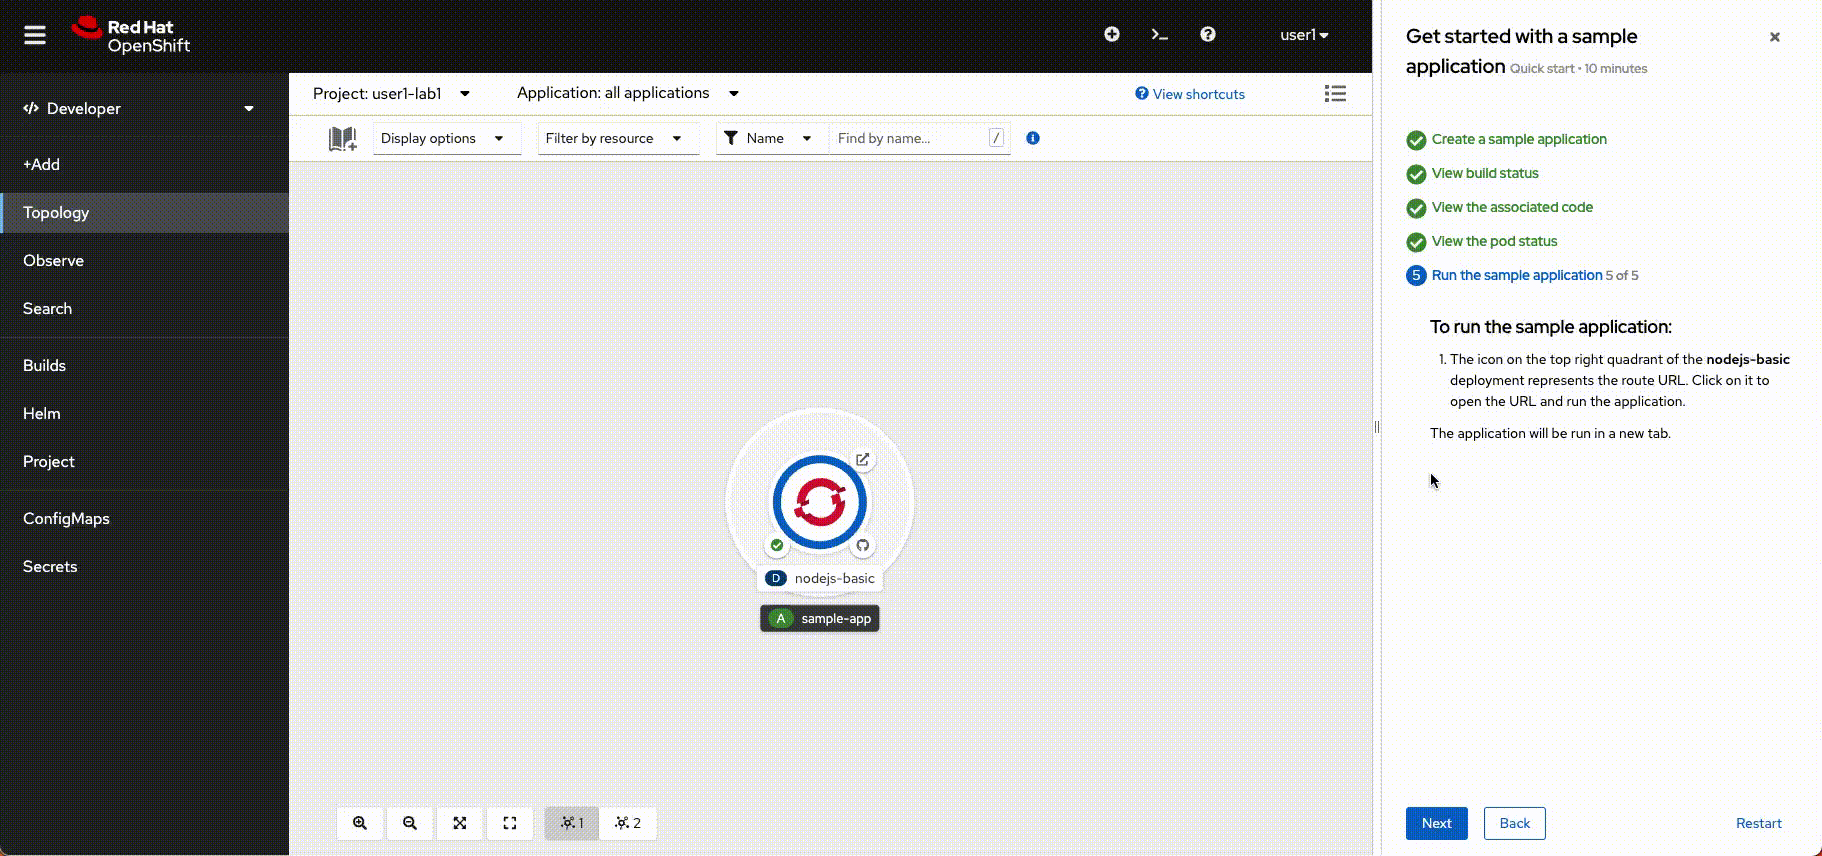 Red Hat
OpenShift
user1
Developer
+Add
Topology
Observe
Search
Builds
Helm
Project
ConfigMaps
Secrets
Project: user1-lab1
Application: all applications
View shortcuts
Display options
Filter by resource
Name
Find by name...
/
D nodejs-basic
A sample-app
1
2
Get started with a sample
application Quick start • 10 minutes
Create a sample application
View build status
View the associated code
View the pod status
5 Run the sample application 5 of 5
To run the sample application:
1. The icon on the top right quadrant of the nodejs-basic
deployment represents the route URL. Click on it to
open the URL and run the application.
The application will be run in a new tab.
Next
Back
Restart